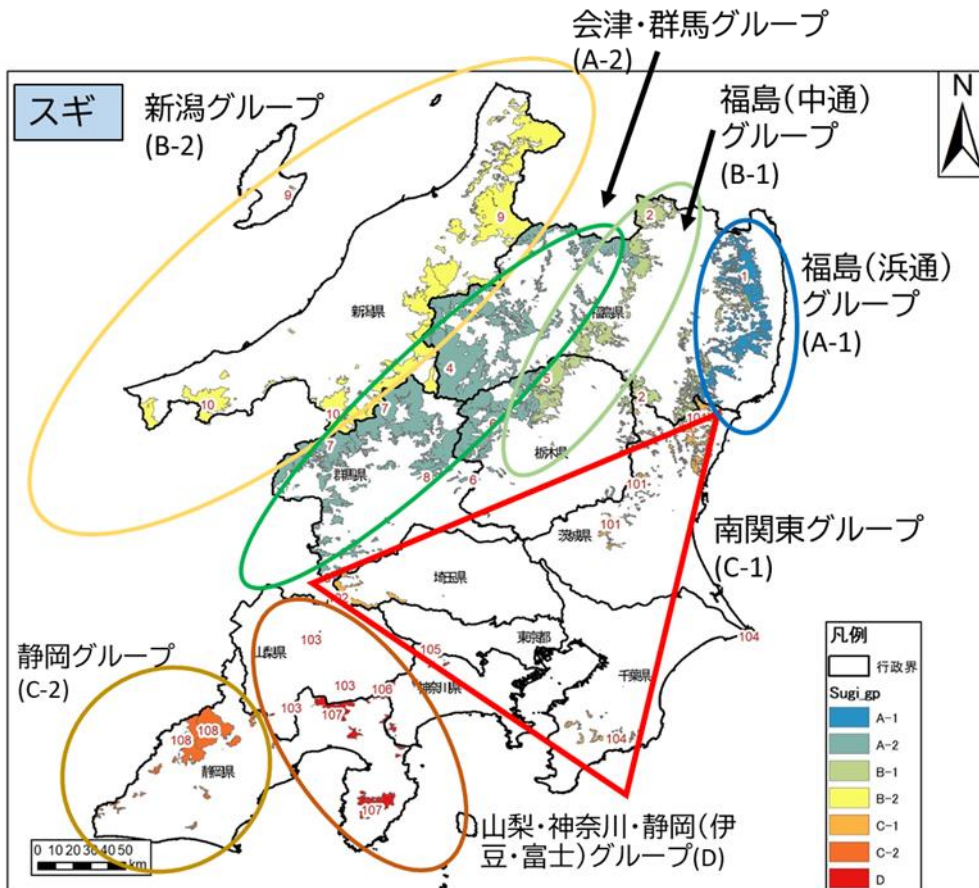 会津・群馬グループ
(A-2)
スギ
新潟グループ
(B-2)
福島(中通)
グループ
(B-1)
N
福島(浜通)
グループ
(A-1)
9
9
2
1
新潟県
福島県
4
5
2
10
10
7
7
栃木県
群馬県
8
6
101
101
茨城県
南関東グループ
(C-1)
埼玉県
103
山梨県
東京都
105
104
千葉県
神奈川県
静岡グループ
(C-2)
103
106
103
107
108
108
104
静岡県
107
山梨・神奈川・静岡(伊
豆・富士)グループ(D)
0 10 20 30 40 50
km
凡例
行政界
Sugi_gp
A-1
A-2
B-1
B-2
C-1
C-2
D